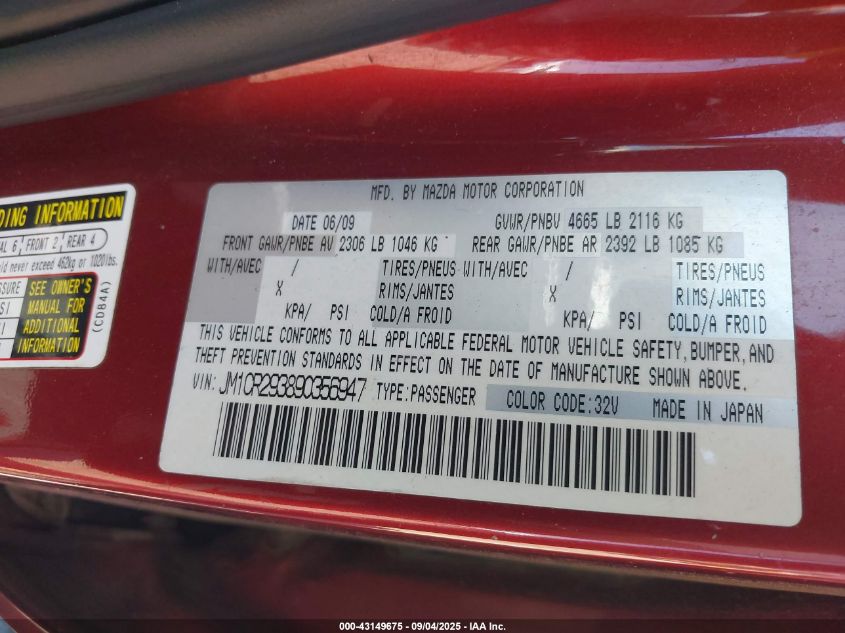 DING INFORMATION
AL 6, FRONT 2, REAR 4
ld never exceed 462kg or 1020lbs.
SSURE
SEE OWNER'S
MANUAL FOR
ADDITIONAL
INFORMATION
(CDB4A)
MFD. BY MAZDA MOTOR CORPORATION
DATE 06/09 GVWR/PNBV 4665 LB 2116 KG
FRONT GAWR/PNBE AV 2306 LB 1046 KG REAR GAWR/PNBE AR 2392 LB 1085 KG
WITH/AVEC / TIRES/PNEUS WITH/AVEC / TIRES/PNEUS
X RIMS/JANTES X RIMS/JANTES
KPA/ PSI COLD/A FROID KPA/ PSI COLD/A FROID
THIS VEHICLE CONFORMS TO ALL APPLICABLE FEDERAL MOTOR VEHICLE SAFETY, BUMPER, AND
THEFT PREVENTION STANDARDS IN EFFECT ON THE DATE OF MANUFACTURE SHOWN ABOVE.
VIN: JM1CR293890356947 TYPE:PASSENGER COLOR CODE:32V MADE IN JAPAN
000-43149675 | 09/04/2025 - IAA Inc.